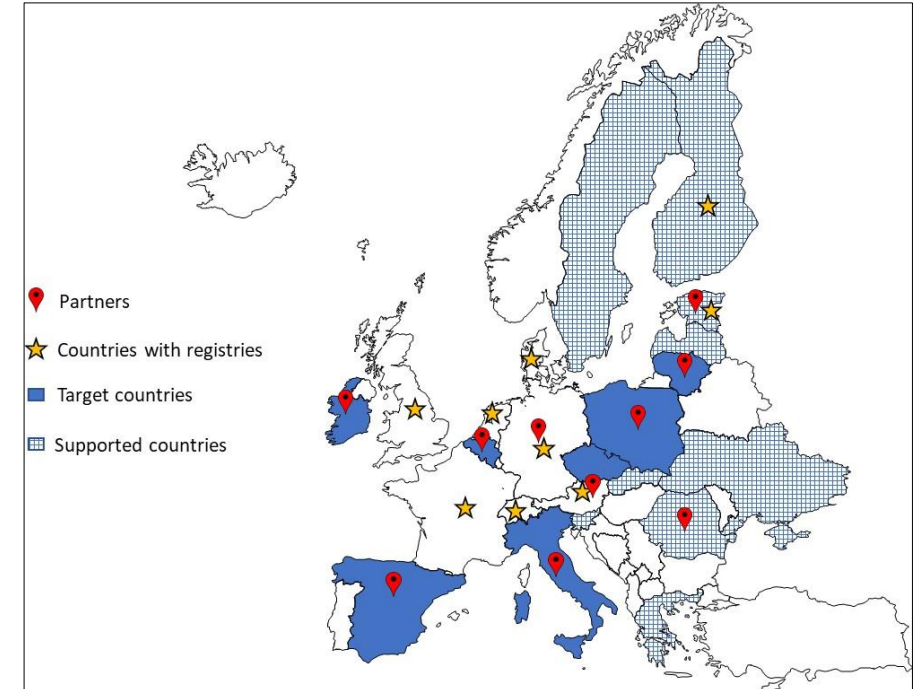 Partners
Countries with registries
Target countries
Supported countries